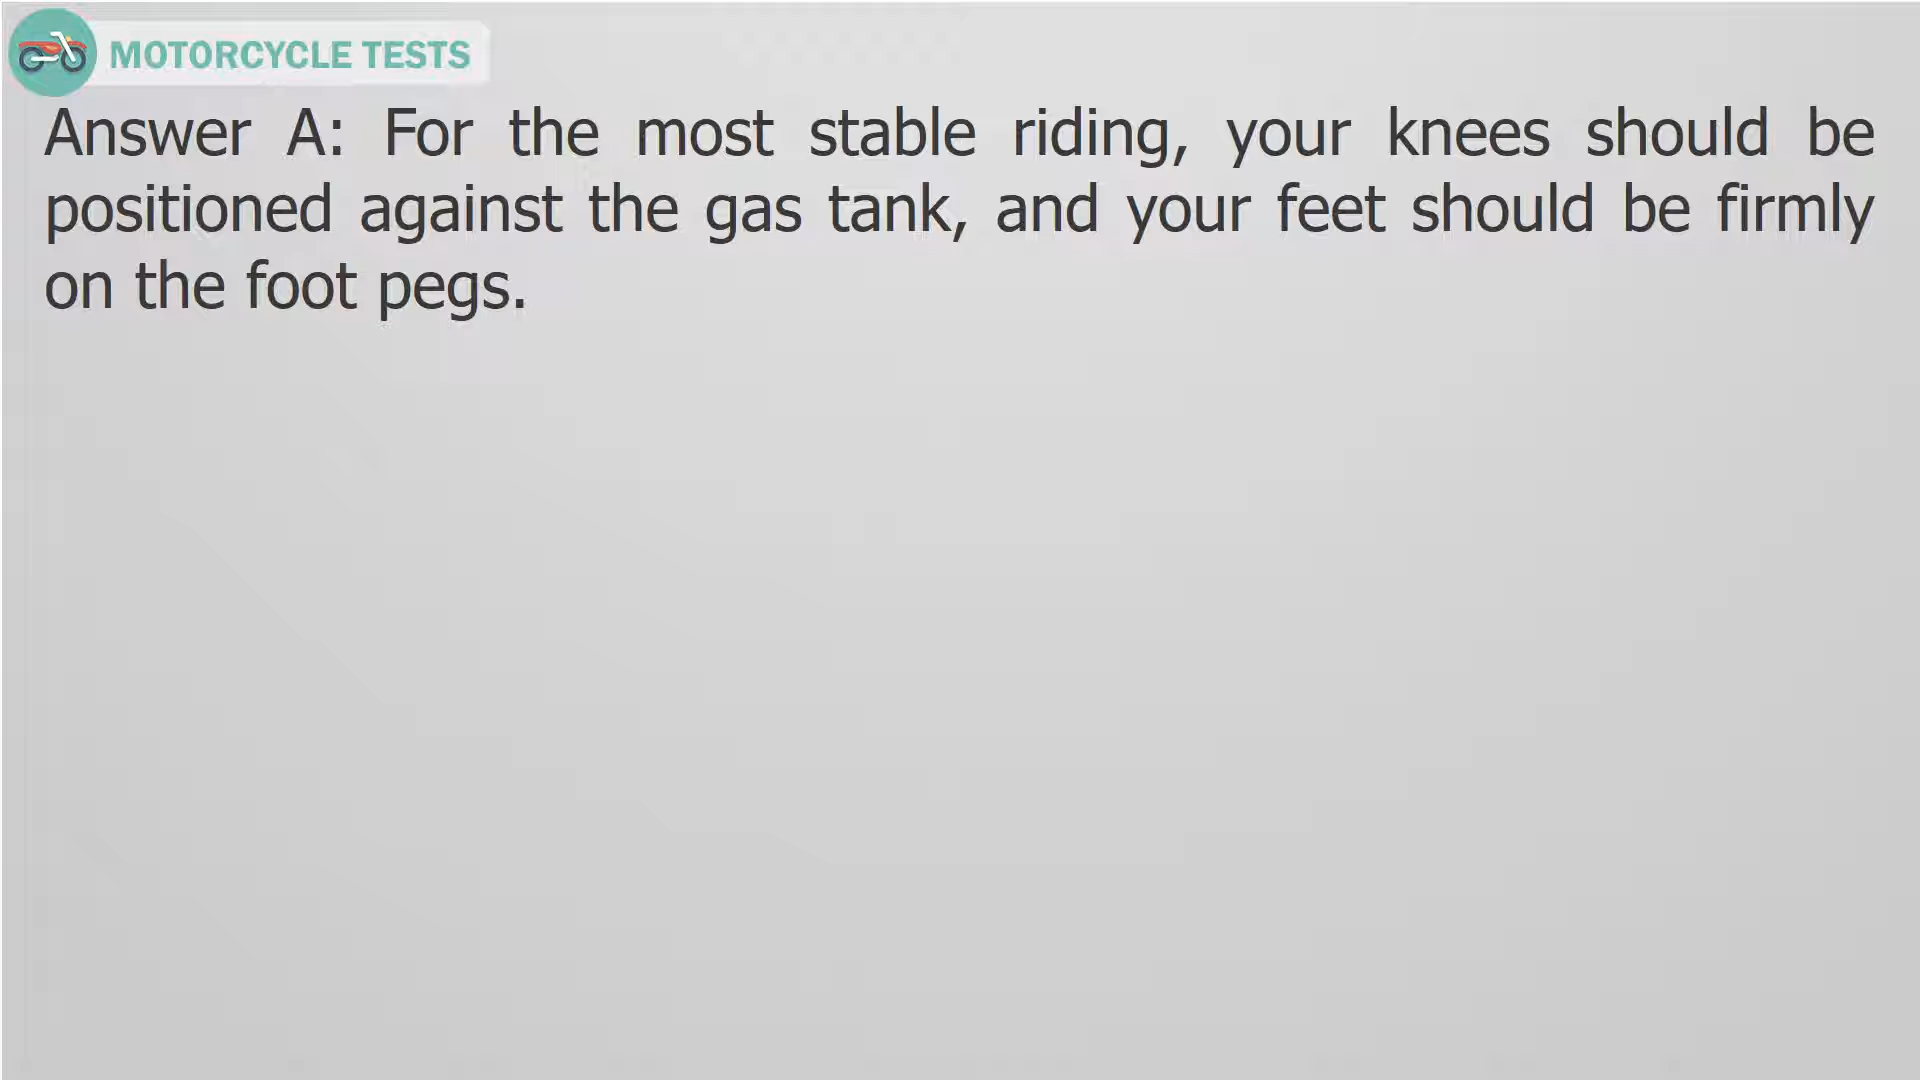 MOTORCYCLE TESTS
Answer A: For the most stable riding, your knees should be
positioned against the gas tank, and your feet should be firmly
on the foot pegs.